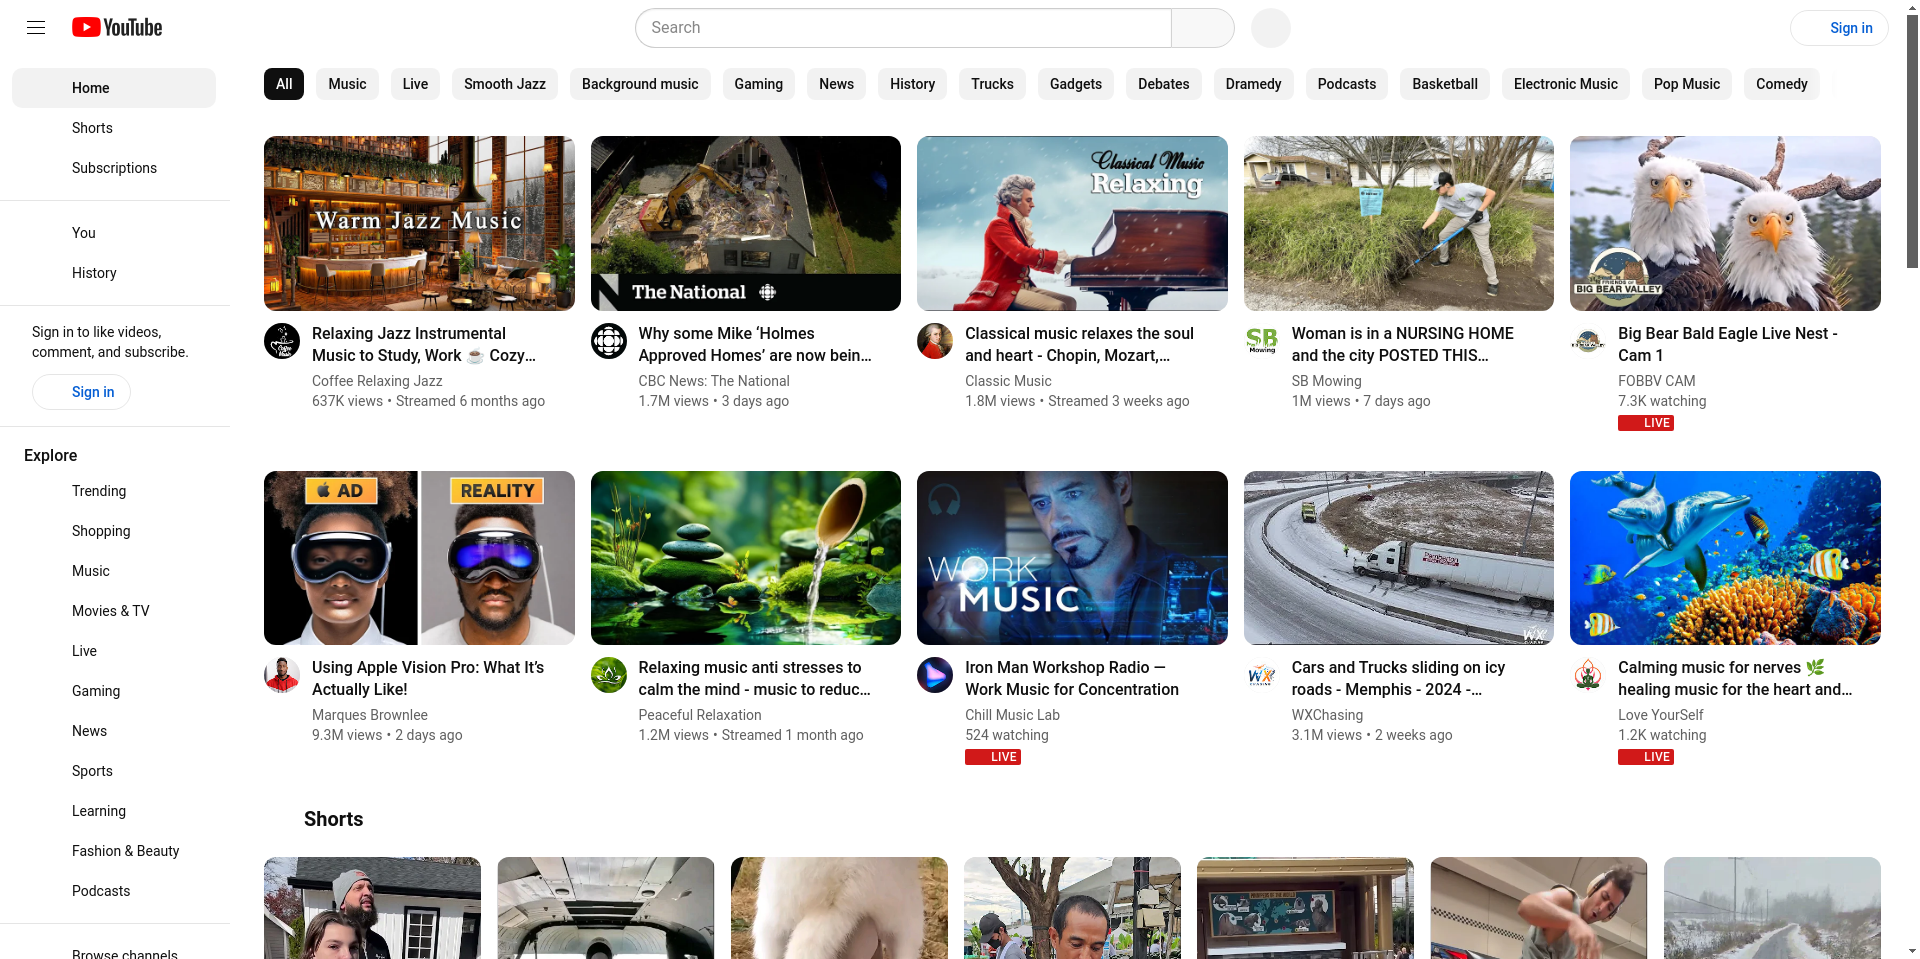 YouTube
Search
Sign in
Home
Shorts
Subscriptions
You
History
Sign in to like videos,
comment, and subscribe.
Sign in
Explore
Trending
Shopping
Music
Movies & TV
Live
Gaming
News
Sports
Learning
Fashion & Beauty
Podcasts
Browse channels
All Music Live Smooth Jazz Background music Gaming News History Trucks Gadgets Debates Dramedy Podcasts Basketball Electronic Music Pop Music Comedy
Warm Jazz Music
Relaxing Jazz Instrumental
Music to Study, Work ☕ Cozy…
Coffee Relaxing Jazz
637K views • Streamed 6 months ago
The National
Why some Mike ‘Holmes
Approved Homes’ are now bein…
CBC News: The National
1.7M views • 3 days ago
Classical Music
Relaxing
Classical music relaxes the soul
and heart - Chopin, Mozart,…
Classic Music
1.8M views • Streamed 3 weeks ago
SB
Mowing
Woman is in a NURSING HOME
and the city POSTED THIS…
SB Mowing
1M views • 7 days ago
FRIENDS OF
BIG BEAR VALLEY
Big Bear Bald Eagle Live Nest -
Cam 1
FOBBV CAM
7.3K watching
LIVE
AD
REALITY
Using Apple Vision Pro: What It’s
Actually Like!
Marques Brownlee
9.3M views • 2 days ago
Relaxing music anti stresses to
calm the mind - music to reduc…
Peaceful Relaxation
1.2M views • Streamed 1 month ago
WORK
MUSIC
Iron Man Workshop Radio —
Work Music for Concentration
Chill Music Lab
524 watching
LIVE
WX
Cars and Trucks sliding on icy
roads - Memphis - 2024 -…
WXChasing
3.1M views • 2 weeks ago
Calming music for nerves 🌿
healing music for the heart and…
Love YourSelf
1.2K watching
LIVE
Shorts